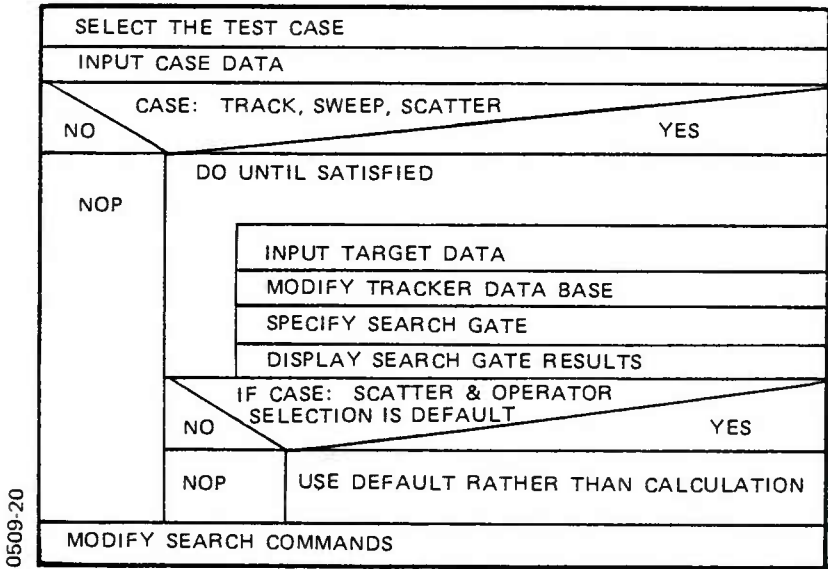 SELECT THE TEST CASE
INPUT CASE DATA
CASE: TRACK, SWEEP, SCATTER
NO
YES
NOP
DO UNTIL SATISFIED
INPUT TARGET DATA
MODIFY TRACKER DATA BASE
SPECIFY SEARCH GATE
DISPLAY SEARCH GATE RESULTS
IF CASE: SCATTER & OPERATOR
SELECTION IS DEFAULT
NO
YES
NOP
USE DEFAULT RATHER THAN CALCULATION
MODIFY SEARCH COMMANDS
0509-20